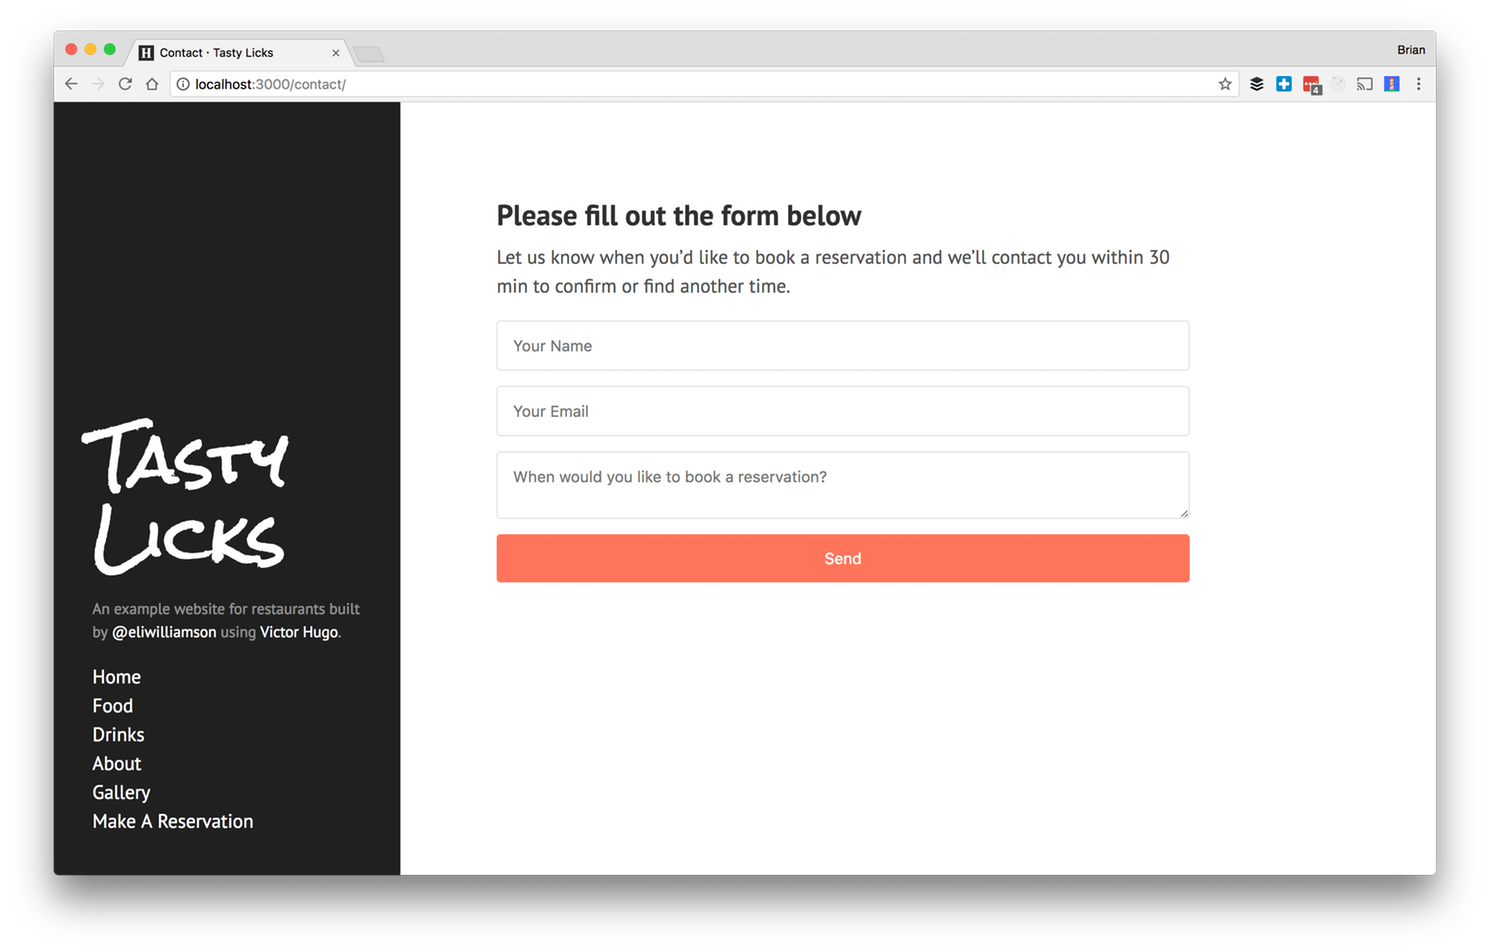 Contact · Tasty Licks
Brian
localhost:3000/contact/
4
Please fill out the form below
Let us know when you’d like to book a reservation and we’ll contact you within 30
min to confirm or find another time.
Your Name
Your Email
When would you like to book a reservation?
Send
Tasty
Licks
An example website for restaurants built
by @eliwilliamson using Victor Hugo.
Home
Food
Drinks
About
Gallery
Make A Reservation